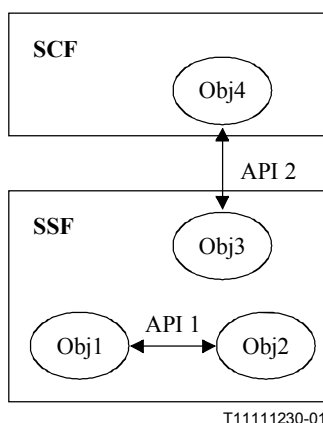 SCF
Obj4
API 2
SSF
Obj3
API 1
Obj1
Obj2
T11111230-01